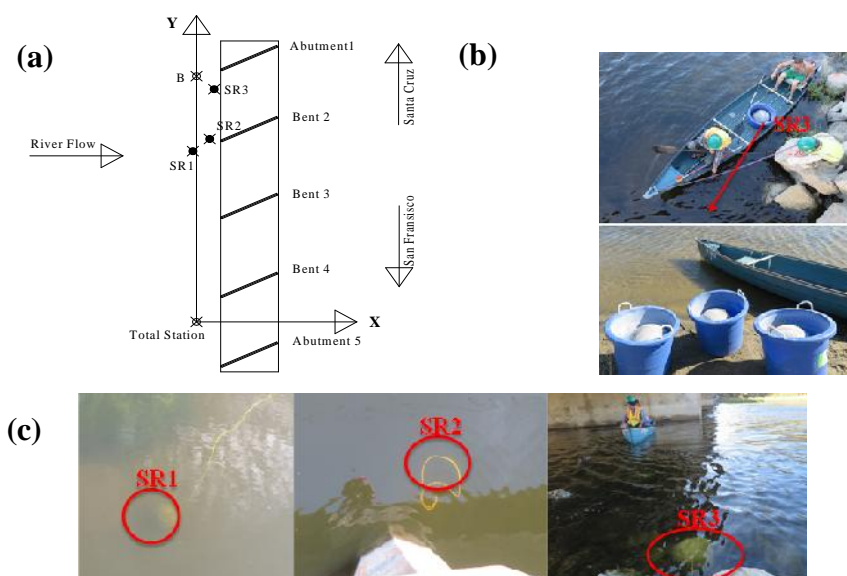 (a)
Y
Abutment1
B
SR3
Santa Cruz
Bent 2
SR2
River Flow
SR1
Bent 3
San Fransisco
Bent 4
X
Total Station
Abutment 5
(b)
SR3
(c)
SR1
SR2
SR3